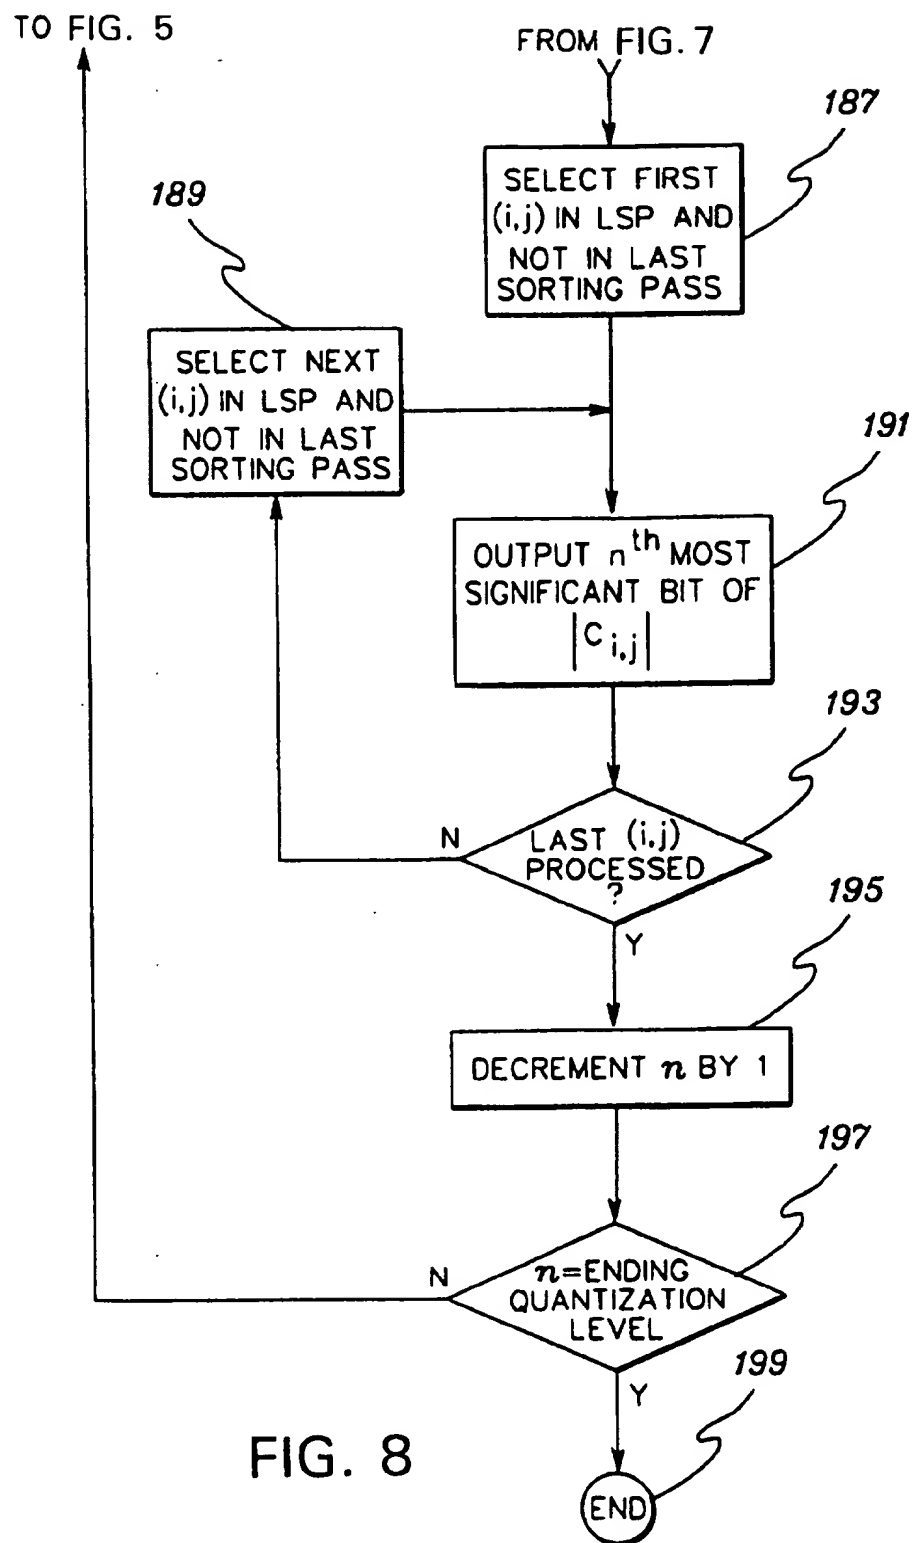 TO FIG. 5
FROM FIG. 7
187
SELECT FIRST
(i,j) IN LSP AND
NOT IN LAST
SORTING PASS
189
SELECT NEXT
(i,j) IN LSP AND
NOT IN LAST
SORTING PASS
191
OUTPUT nth MOST
SIGNIFICANT BIT OF
|Ci,j|
193
N
LAST (i,j)
PROCESSED
?
Y
195
DECREMENT n BY 1
197
N
n=ENDING
QUANTIZATION
LEVEL
Y
199
END
FIG. 8